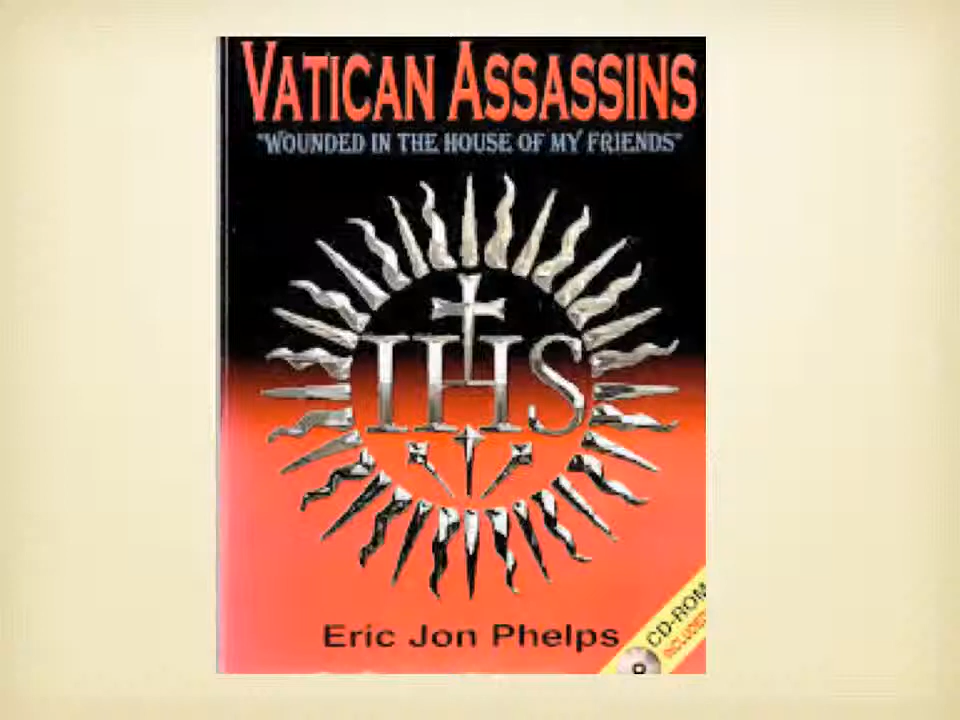 VATICAN ASSASSINS
"WOUNDED IN THE HOUSE OF MY FRIENDS"
IHS
Eric Jon Phelps
CD-ROM
INCLUDED